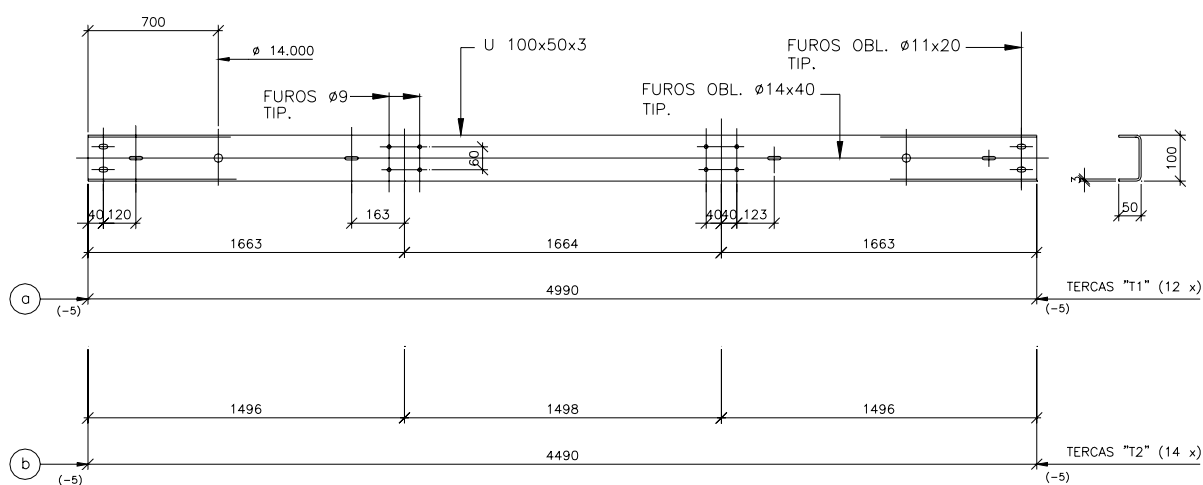 700
ø 14.000
U 100x50x3
FUROS OBL. ø11x20
TIP.
FUROS ø9
TIP.
FUROS OBL. ø14x40
TIP.
60
3
100
50
40 120
163
40 40 123
1663
1664
1663
a
(-5)
4990
(-5)
TERCAS "T1" (12 x)
1496
1498
1496
b
(-5)
4490
(-5)
TERCAS "T2" (14 x)